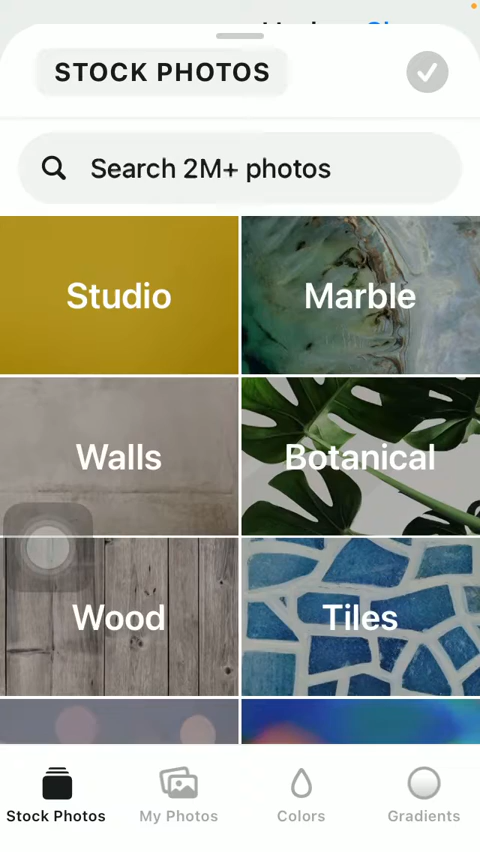 STOCK PHOTOS
Search 2M+ photos
Studio
Marble
Walls
Botanical
Wood
Tiles
Stock Photos
My Photos
Colors
Gradients